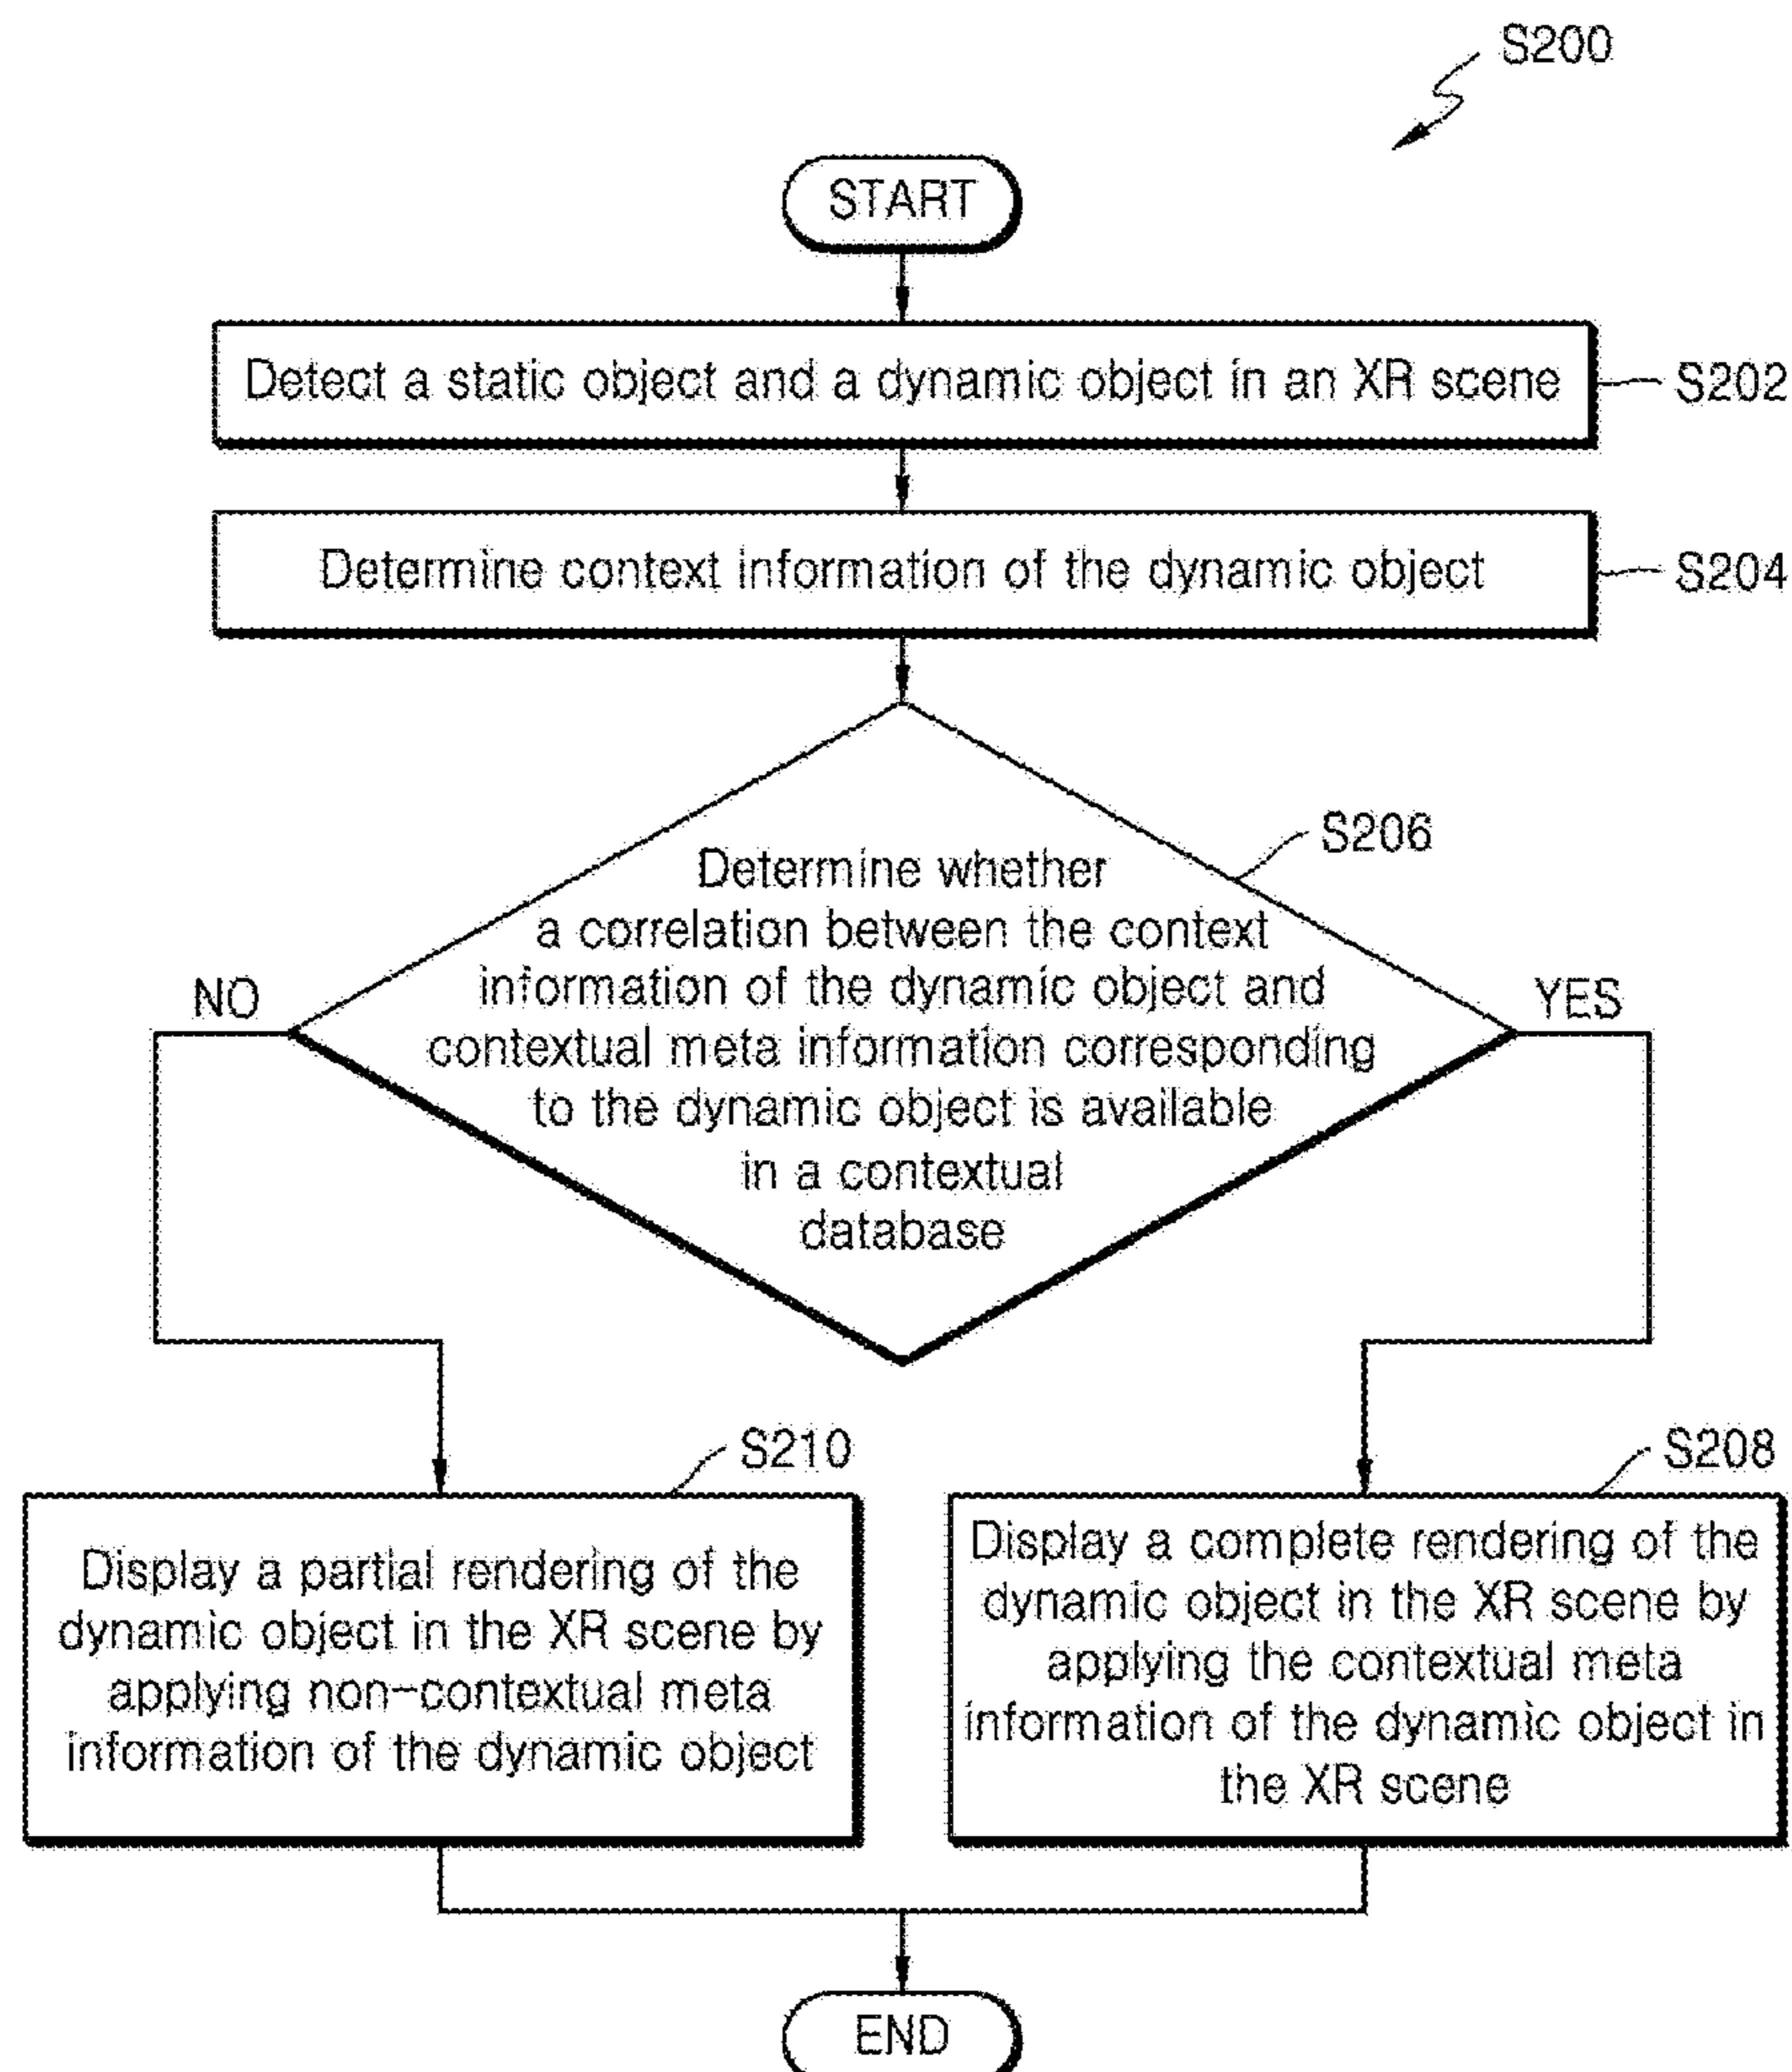 S200
START
Detect a static object and a dynamic object in an XR scene
S202
Determine context information of the dynamic object
S204
S206
Determine whether
a correlation between the context
information of the dynamic object and
contextual meta information corresponding
to the dynamic object is available
in a contextual
database
NO
YES
S210
Display a partial rendering of the
dynamic object in the XR scene by
applying non-contextual meta
information of the dynamic object
S208
Display a complete rendering of the
dynamic object in the XR scene by
applying the contextual meta
information of the dynamic object in
the XR scene
END